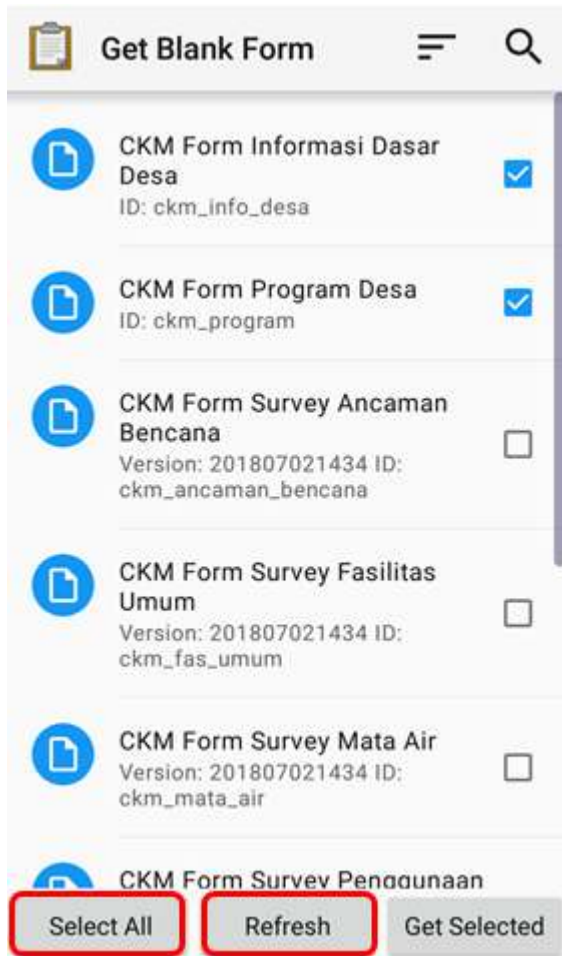 Get Blank Form
CKM Form Informasi Dasar
Desa
ID: ckm_info_desa
CKM Form Program Desa
ID: ckm_program
CKM Form Survey Ancaman
Bencana
Version: 201807021434 ID:
ckm_ancaman_bencana
CKM Form Survey Fasilitas
Umum
Version: 201807021434 ID:
ckm_fas_umum
CKM Form Survey Mata Air
Version: 201807021434 ID:
ckm_mata_air
CKM Form Survey Penggunaan
Select All
Refresh
Get Selected